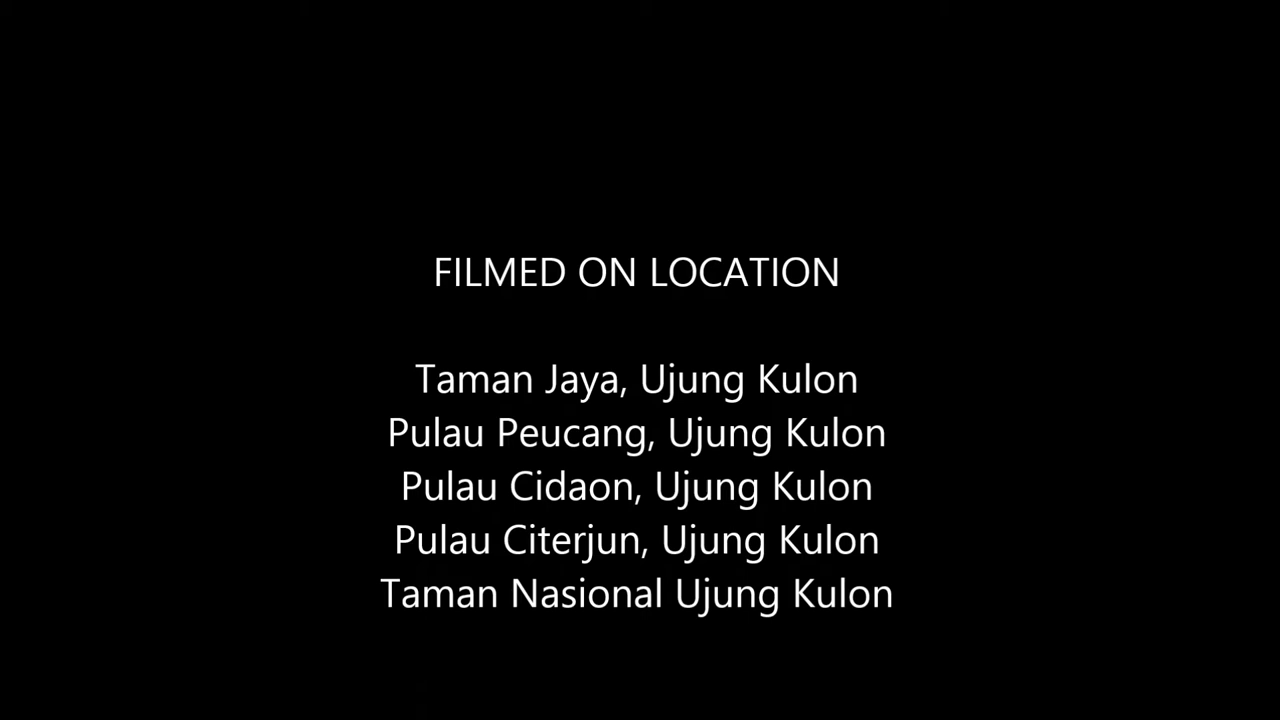 FILMED ON LOCATION
Taman Jaya, Ujung Kulon
Pulau Peucang, Ujung Kulon
Pulau Cidaon, Ujung Kulon
Pulau Citerjun, Ujung Kulon
Taman Nasional Ujung Kulon